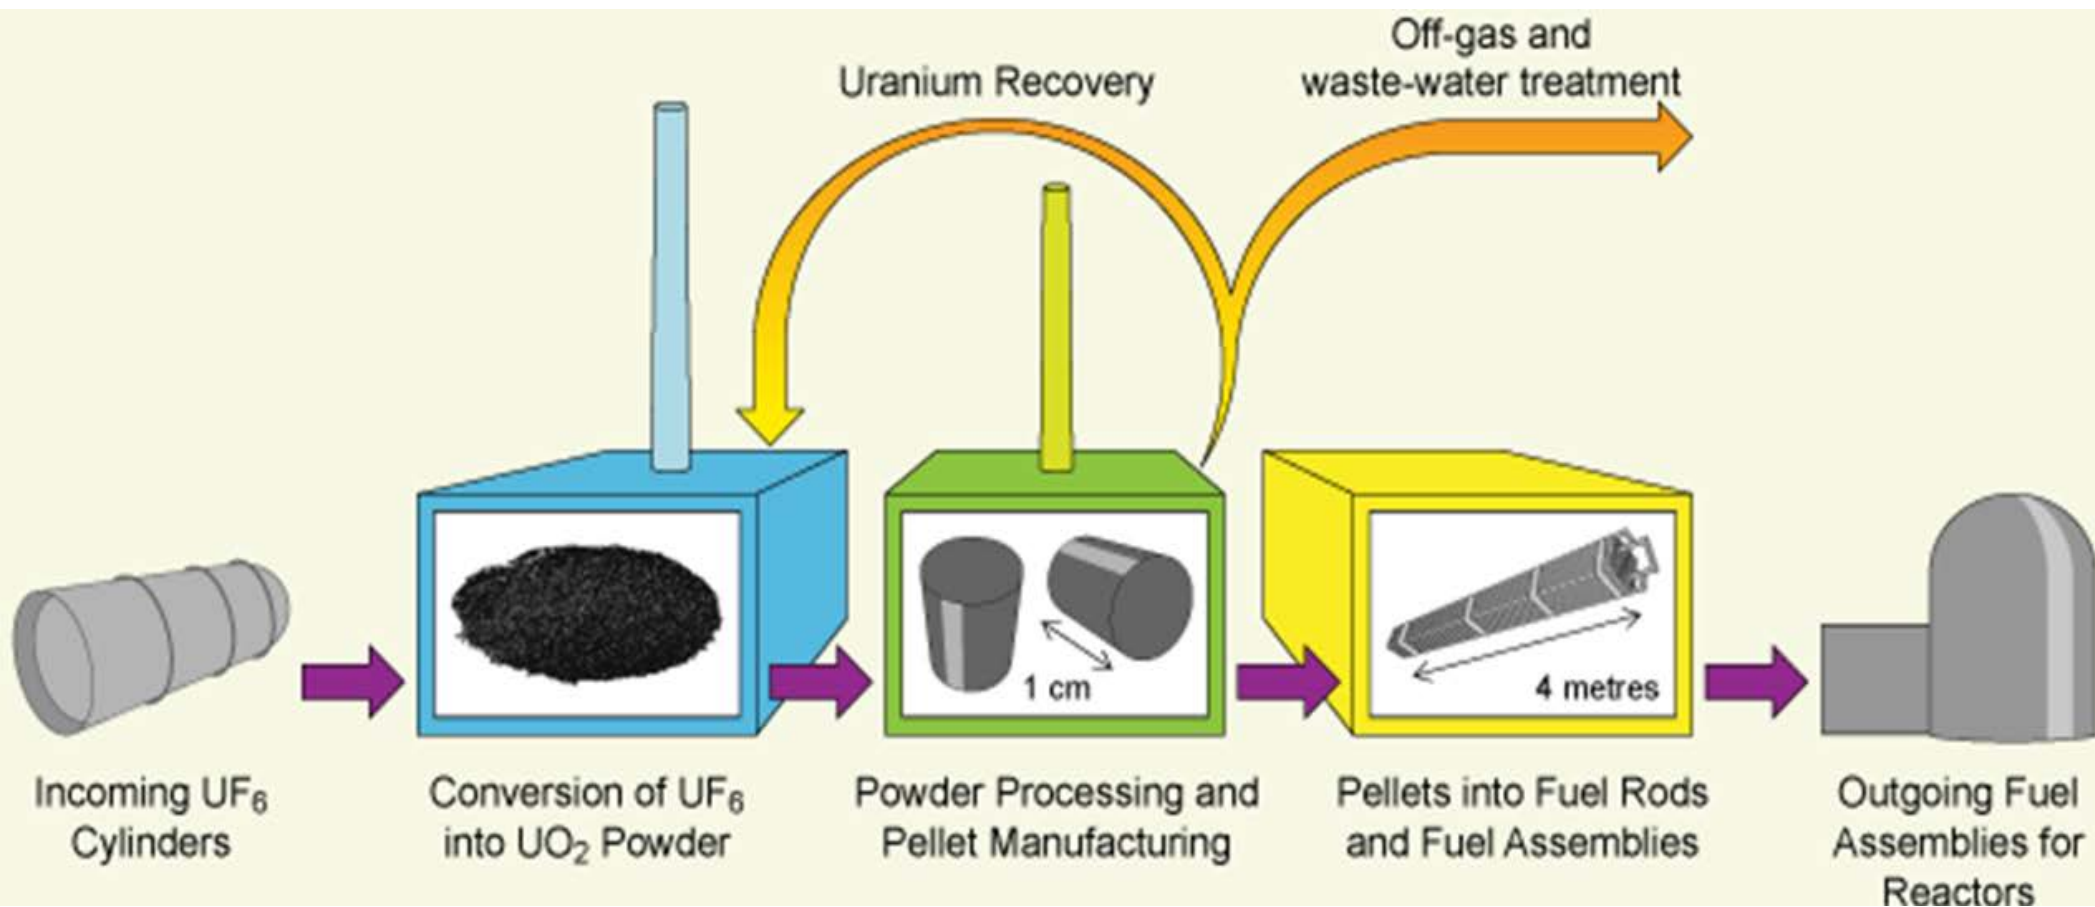 Off-gas and
waste-water treatment
Uranium Recovery
1 cm
4 metres
Incoming UF₆
Cylinders
Conversion of UF₆
into UO₂ Powder
Powder Processing and
Pellet Manufacturing
Pellets into Fuel Rods
and Fuel Assemblies
Outgoing Fuel
Assemblies for
Reactors